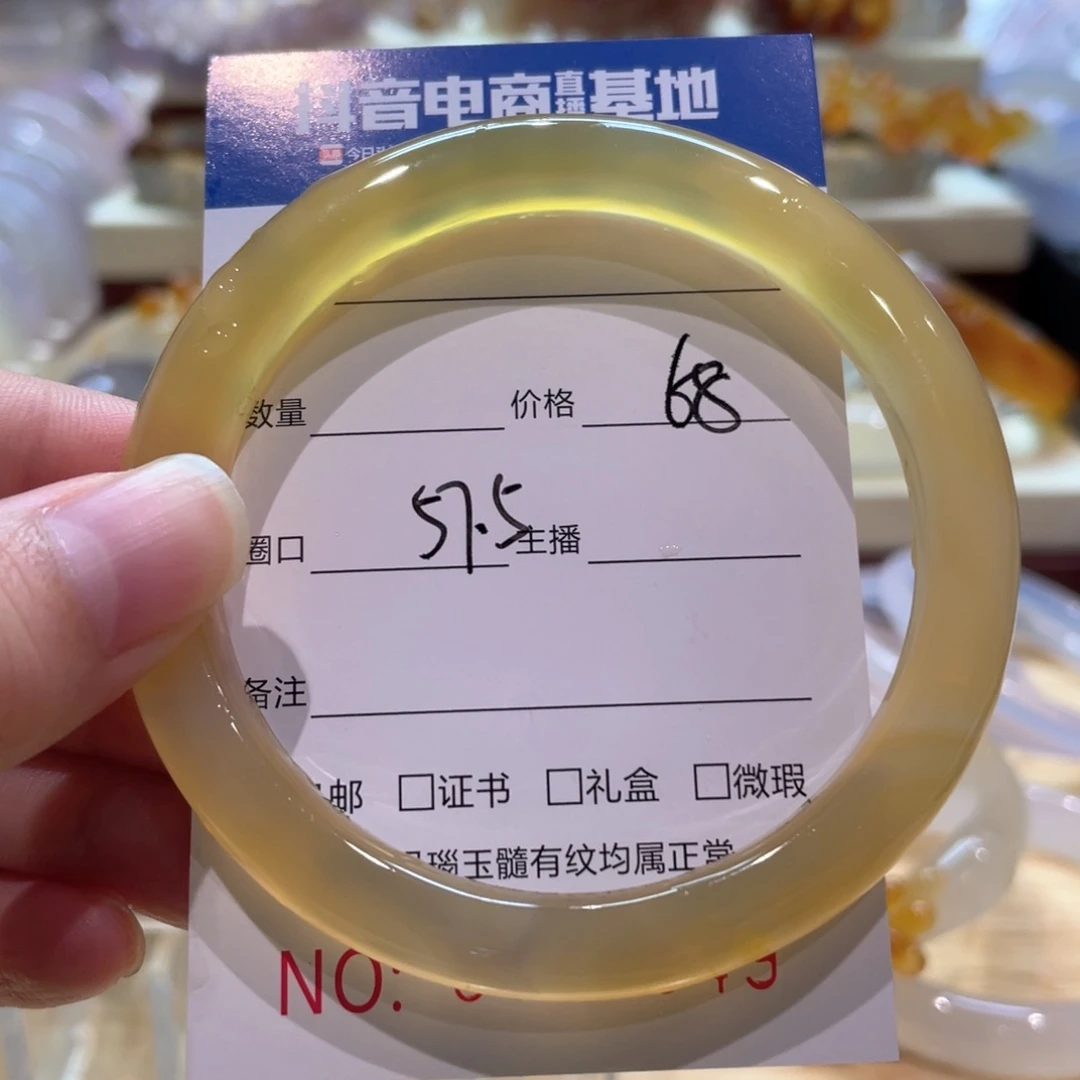 抖音电商直播基地
今日
数量 价格 68
圈口 57.5 主播
备注
邮 □证书 □礼盒 □微瑕
瑙玉髓有纹均属正常
NO: